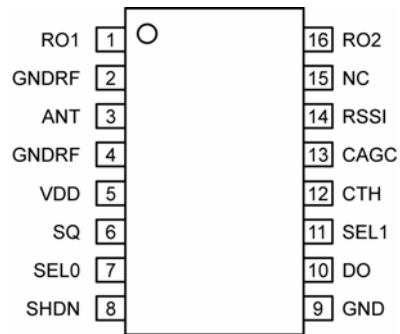 RO1 1 16 RO2
GNDRF 2 15 NC
ANT 3 14 RSSI
GNDRF 4 13 CAGC
VDD 5 12 CTH
SQ 6 11 SEL1
SEL0 7 10 DO
SHDN 8 9 GND